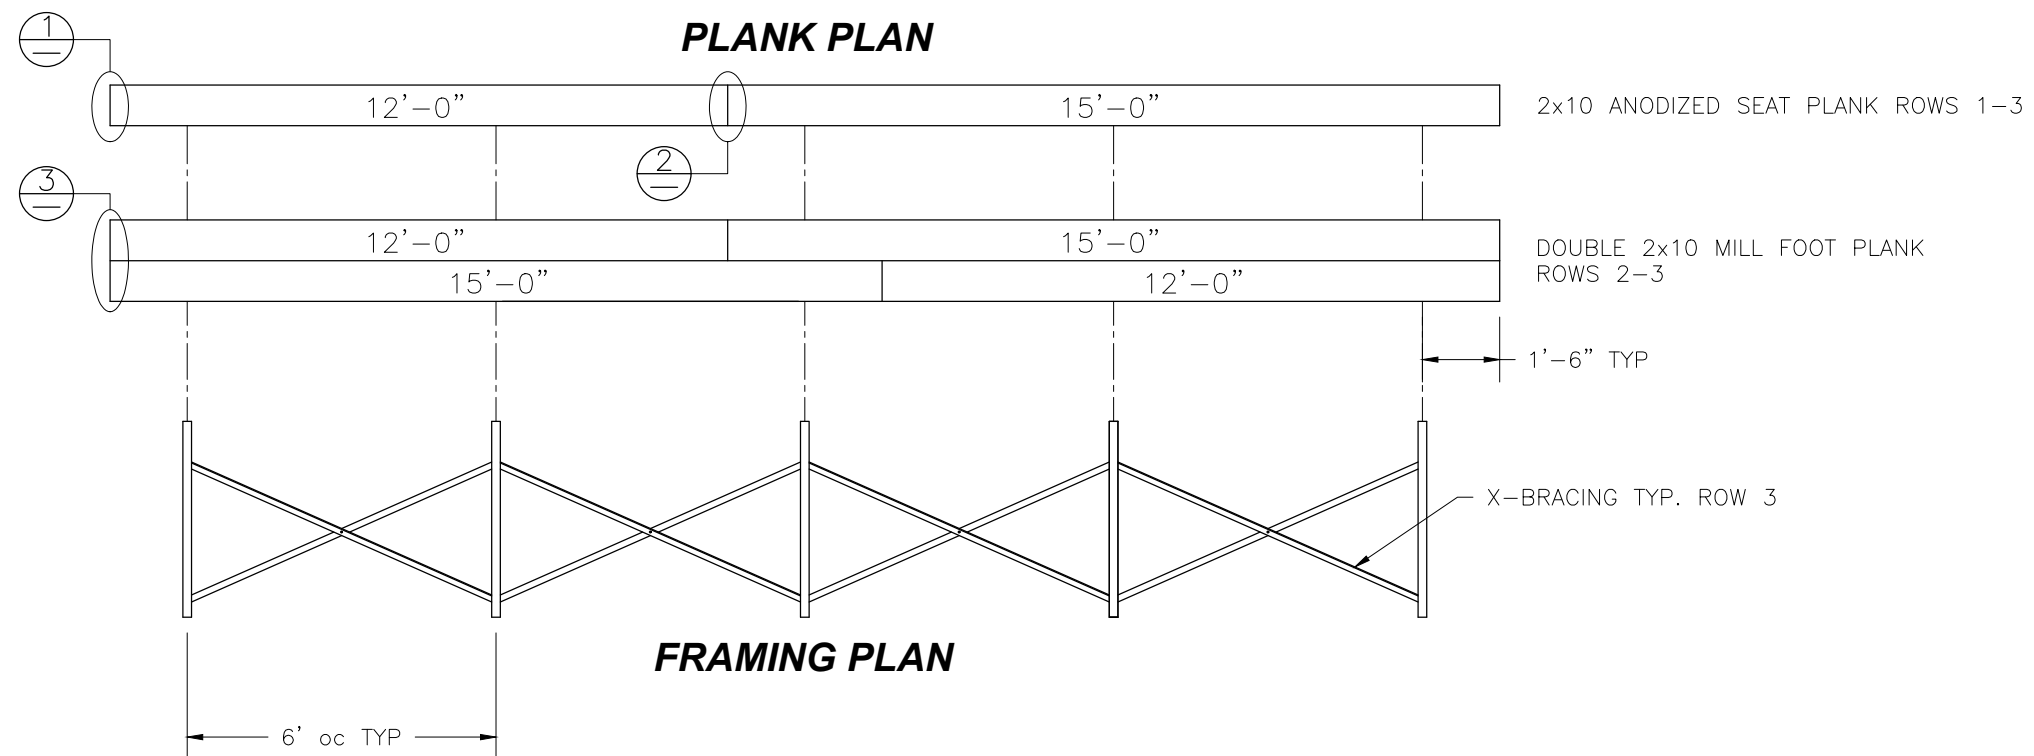 1
PLANK PLAN
12’-0”
15’-0”
2x10 ANODIZED SEAT PLANK ROWS 1-3
2
3
12’-0”
15’-0”
DOUBLE 2x10 MILL FOOT PLANK
ROWS 2-3
15’-0”
12’-0”
1’-6” TYP
X-BRACING TYP. ROW 3
FRAMING PLAN
6’ oc TYP